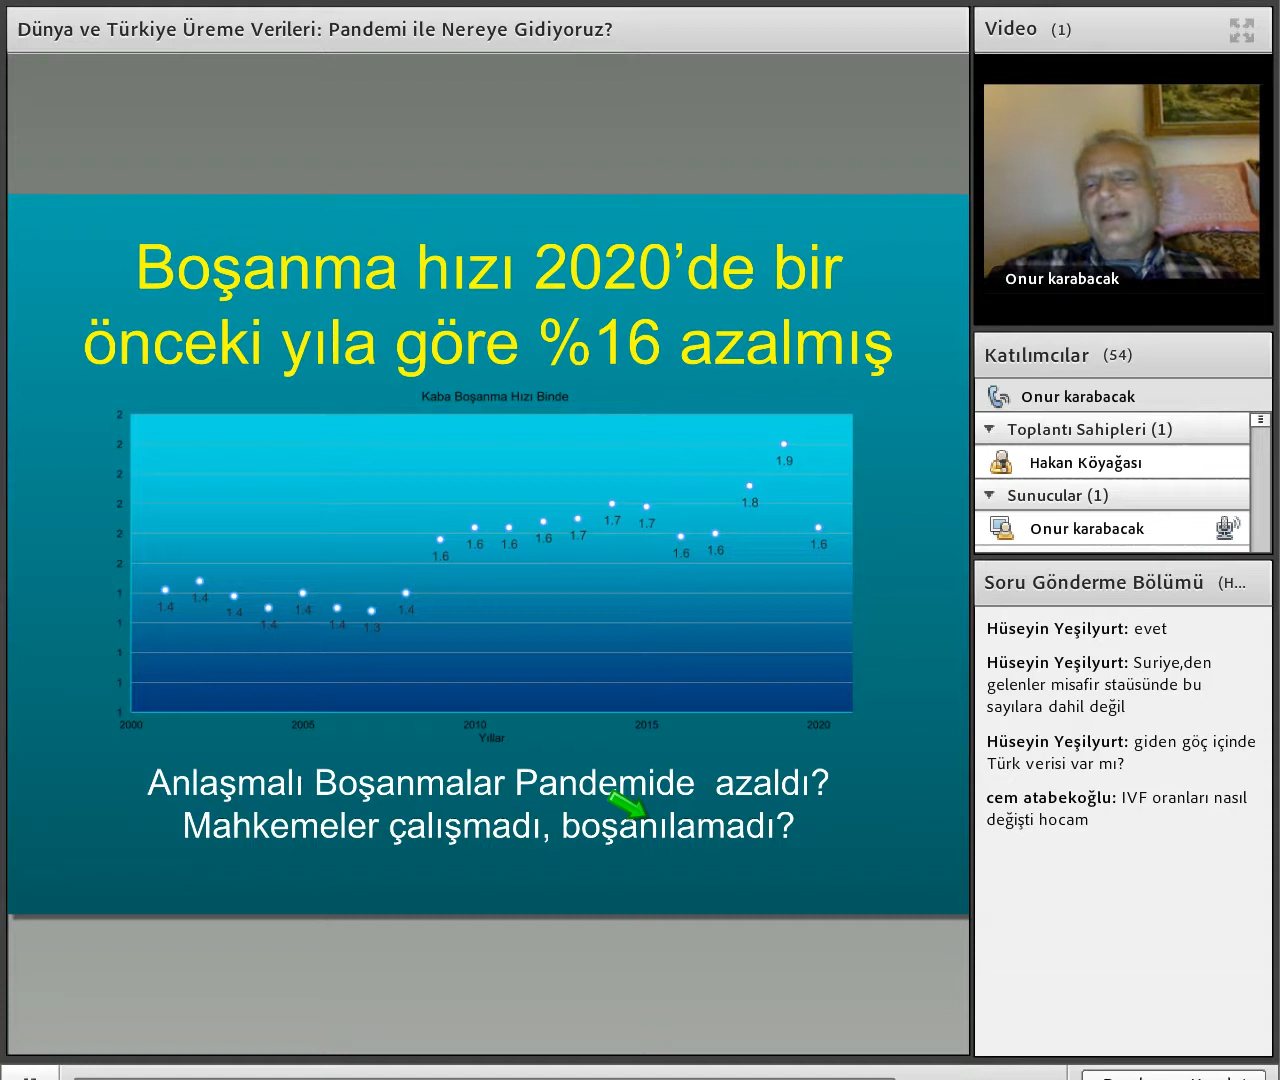 Dünya ve Türkiye Üreme Verileri: Pandemi ile Nereye Gidiyoruz?
Boşanma hızı 2020’de bir
önceki yıla göre %16 azalmış
Kaba Boşanma Hızı Binde
2
2
2
2
2
2
1
1
1
1
1
1.4
1.4
1.4
1.4
1.4
1.4
1.3
1.4
1.6
1.6
1.6
1.6
1.7
1.7
1.7
1.6
1.6
1.8
1.9
1.6
2000 2005 2010 2015 2020
Yıllar
Anlaşmalı Boşanmalar Pandemide azaldı?
Mahkemeler çalışmadı, boşanılamadı?
Video (1)
Onur karabacak
Katılımcılar (54)
Onur karabacak
Toplantı Sahipleri (1)
Hakan Köyağası
Sunucular (1)
Onur karabacak
Soru Gönderme Bölümü (H...
Hüseyin Yeşilyurt: evet
Hüseyin Yeşilyurt: Suriye,den
gelenler misafir staüsünde bu
sayılara dahil değil
Hüseyin Yeşilyurt: giden göç içinde
Türk verisi var mı?
cem atabekoğlu: IVF oranları nasıl
değişti hocam